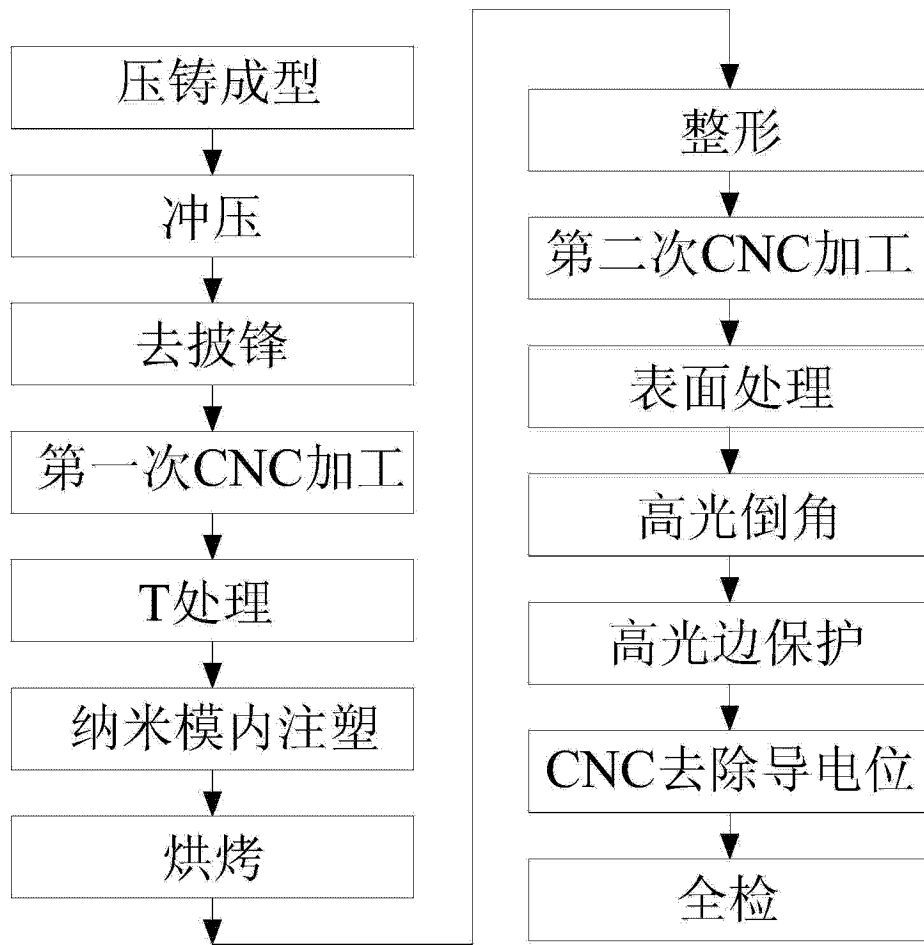 压铸成型
冲压
去披锋
第一次CNC加工
T处理
纳米模内注塑
烘烤
整形
第二次CNC加工
表面处理
高光倒角
高光边保护
CNC去除导电位
全检